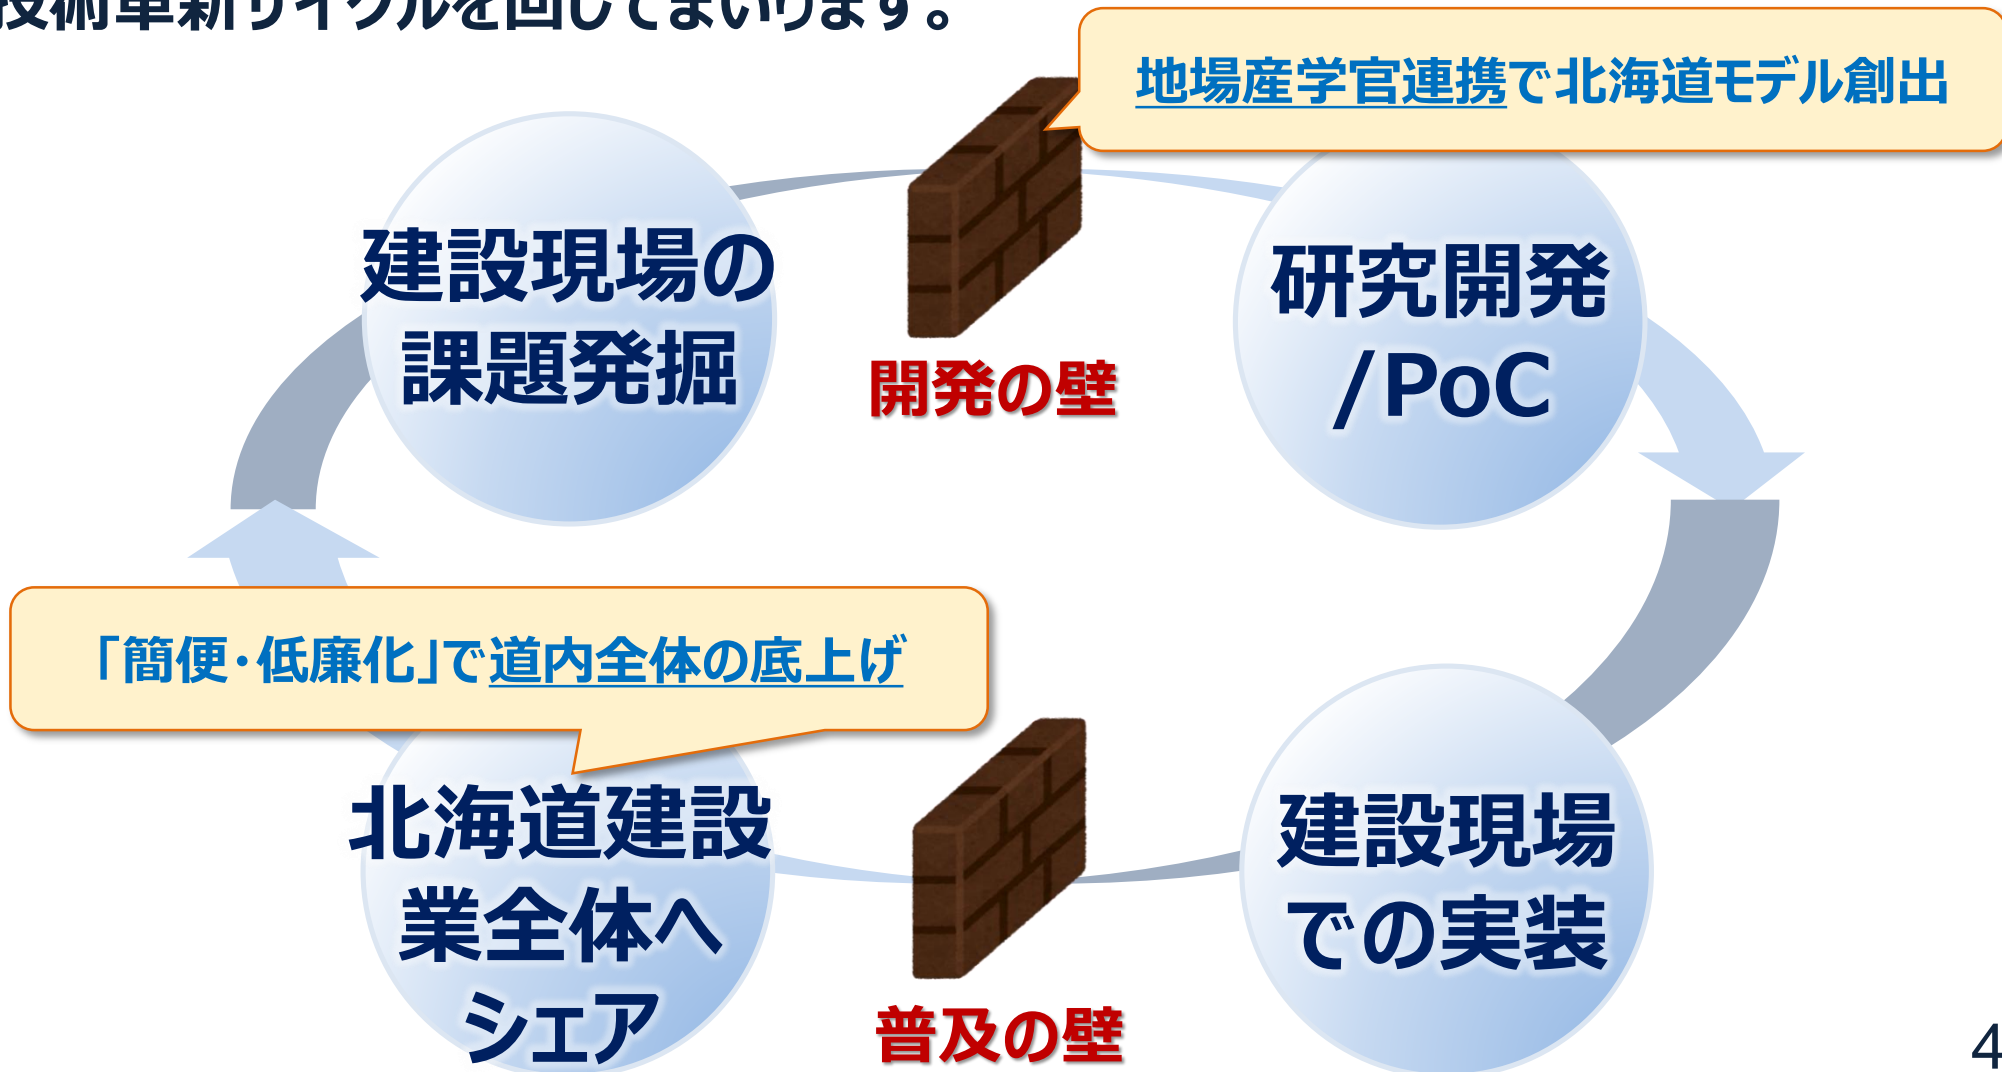 技術革新サイクルを回してまいります。
地場産学官連携で北海道モデル創出
建設現場の
課題発掘
開発の壁
研究開発
/PoC
「簡便・低廉化」で道内全体の底上げ
北海道建設
業全体へ
シェア
普及の壁
建設現場
での実装
4